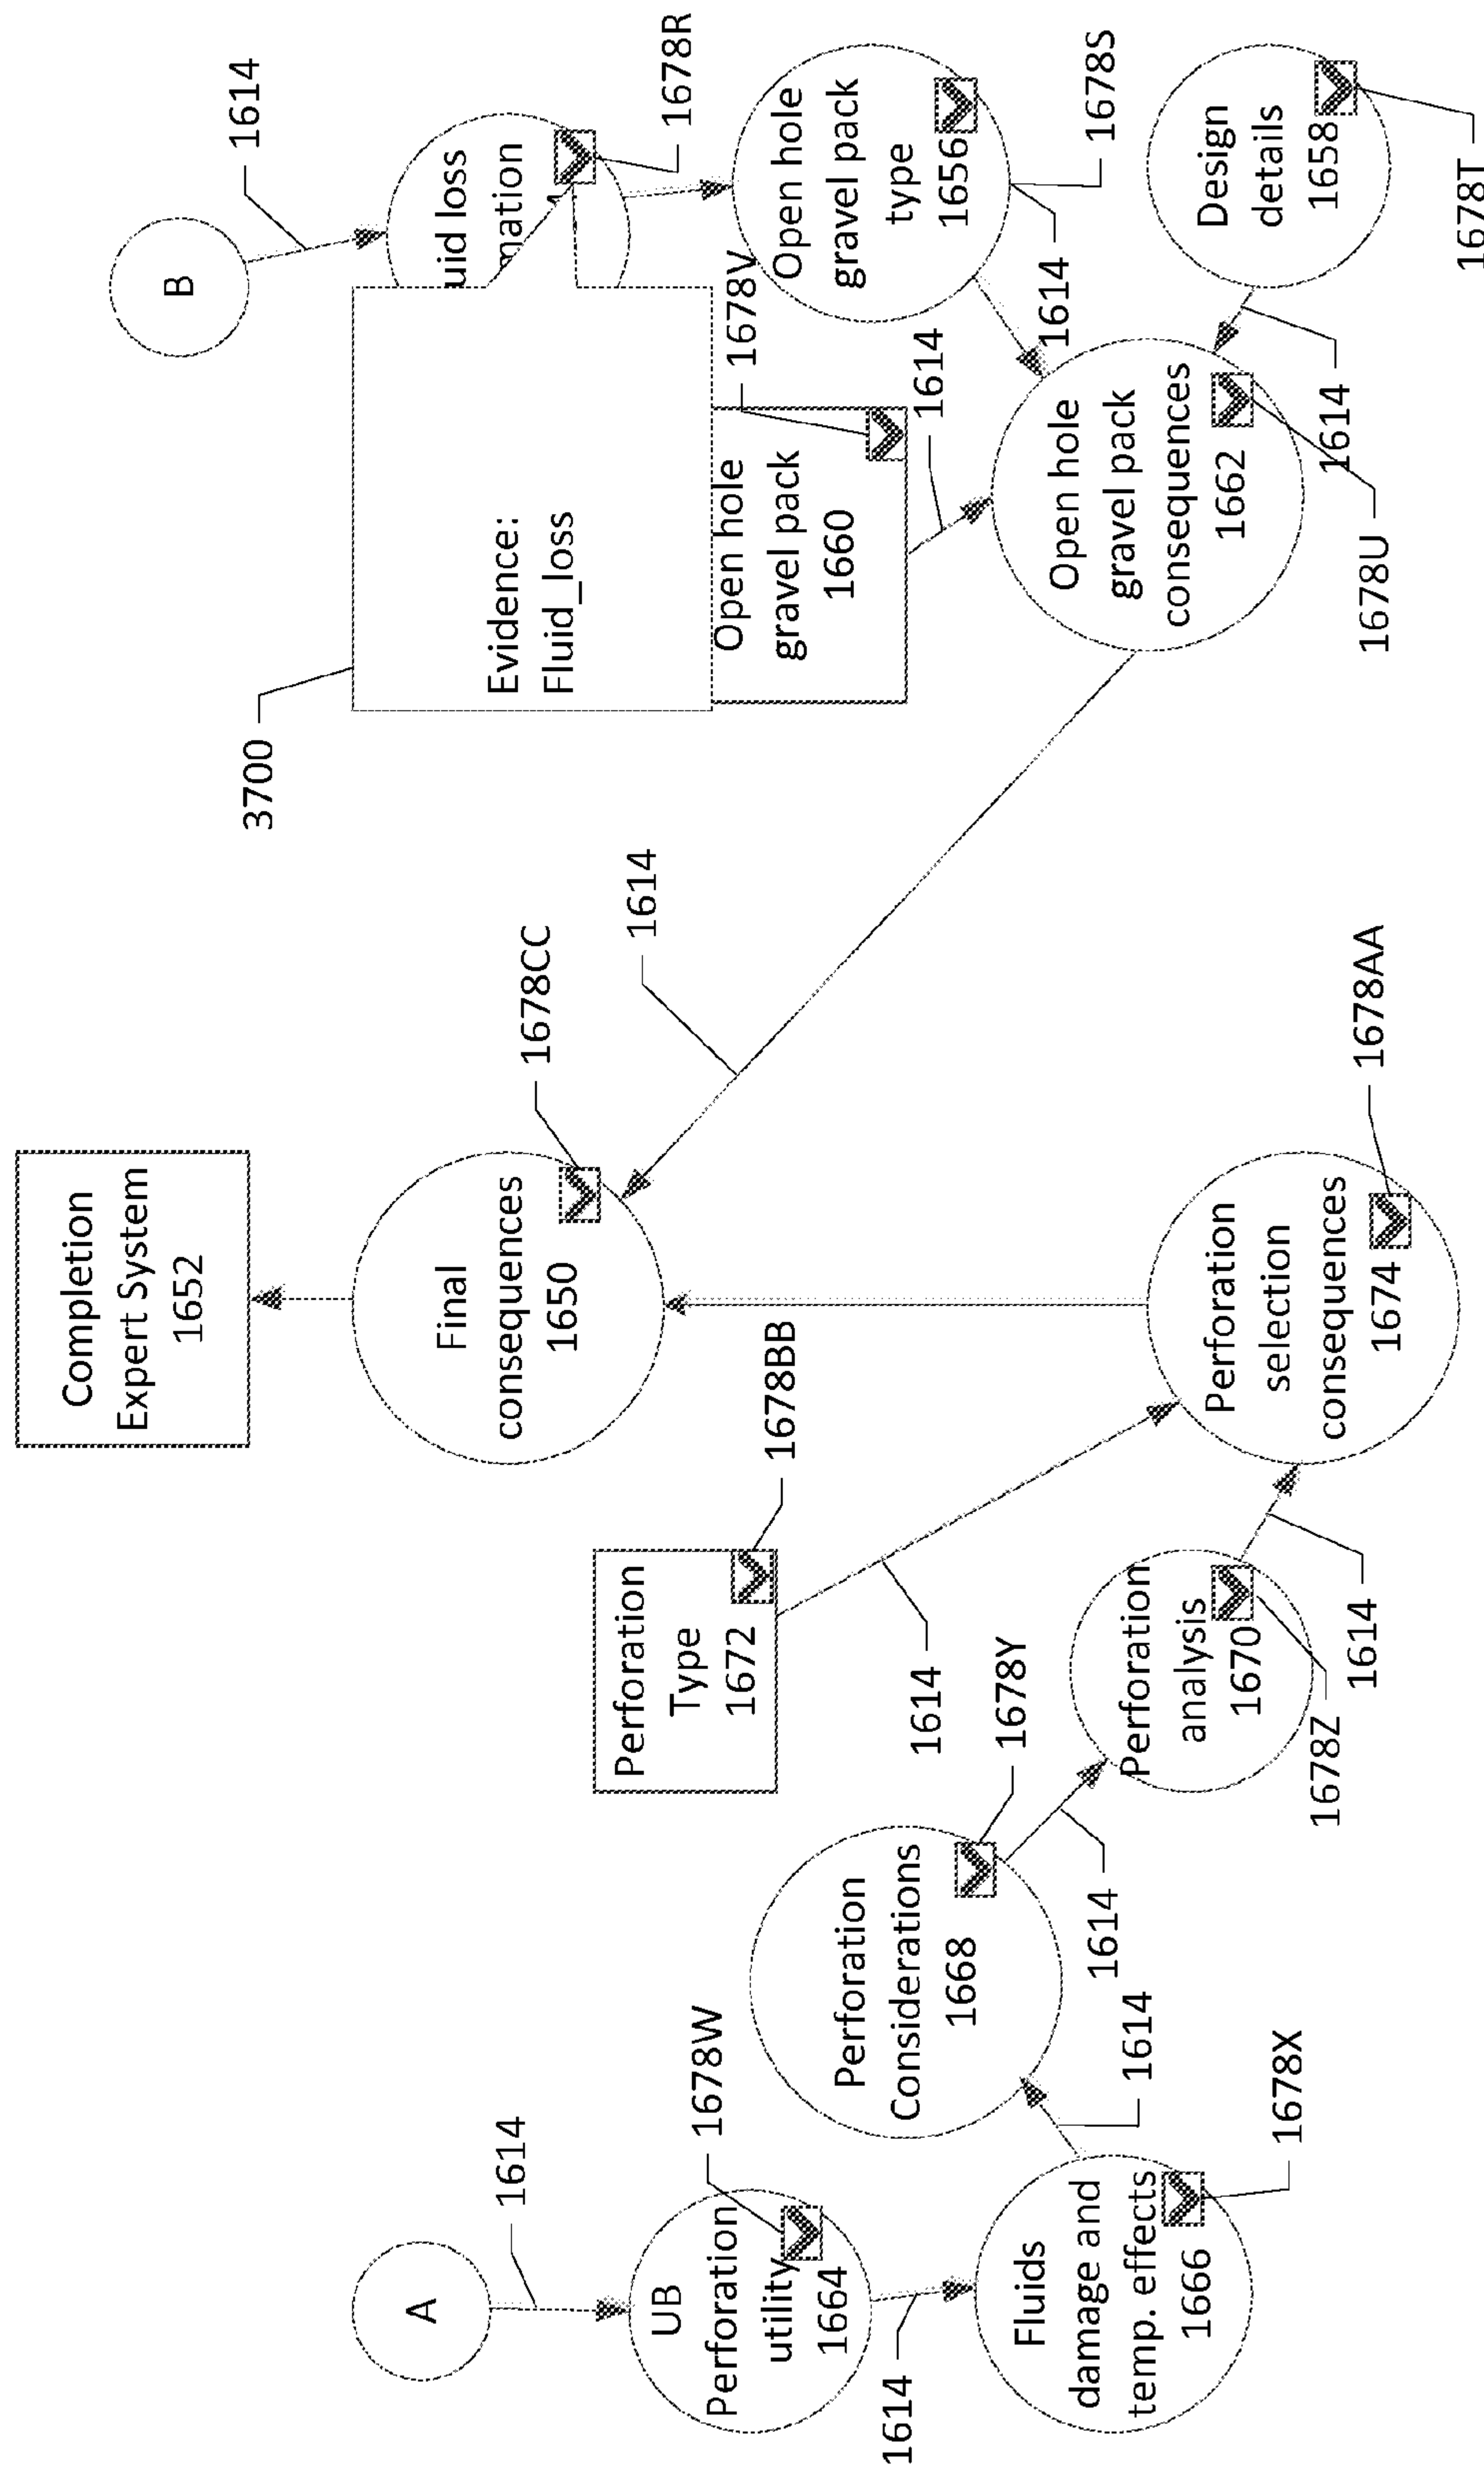 Completion
Expert System
1652
B
1614
3700
A
1614
Final
consequences
1650
1678CC
Evidence:
Fluid_loss
uid loss
mation
1678R
1614
UB
Perforation
utility
1664
1678W
Perforation
Type
1672
1678BB
Open hole
gravel pack
1660
1678V
Open hole
gravel pack
type
1656
1678S
1614
1614
1614
1614
Perforation
Considerations
1668
1678Y
Fluids
damage and
temp. effects
1666
1678X
1614
1614
Open hole
gravel pack
consequences
1662
1678U
Design
details
1658
1678T
1614
Perforation
analysis
1670
1678Z
1614
Perforation
selection
consequences
1674
1678AA